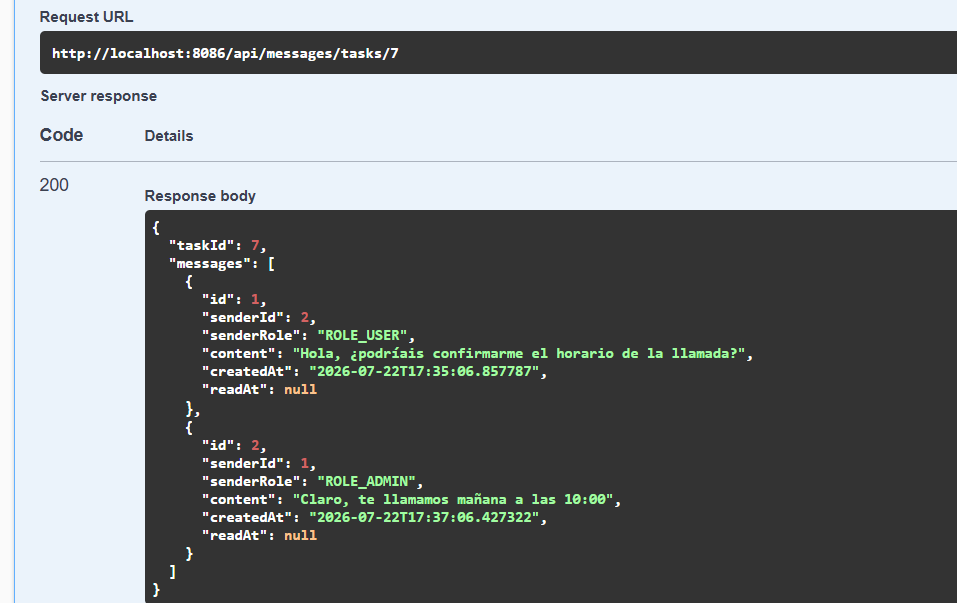 Request URL
http://localhost:8086/api/messages/tasks/7
Server response
Code Details
200
Response body
{
  "taskId": 7,
  "messages": [
    {
      "id": 1,
      "senderId": 2,
      "senderRole": "ROLE_USER",
      "content": "Hola, ¿podríais confirmarme el horario de la llamada?",
      "createdAt": "2026-07-22T17:35:06.857787",
      "readAt": null
    },
    {
      "id": 2,
      "senderId": 1,
      "senderRole": "ROLE_ADMIN",
      "content": "Claro, te llamamos mañana a las 10:00",
      "createdAt": "2026-07-22T17:37:06.427322",
      "readAt": null
    }
  ]
}